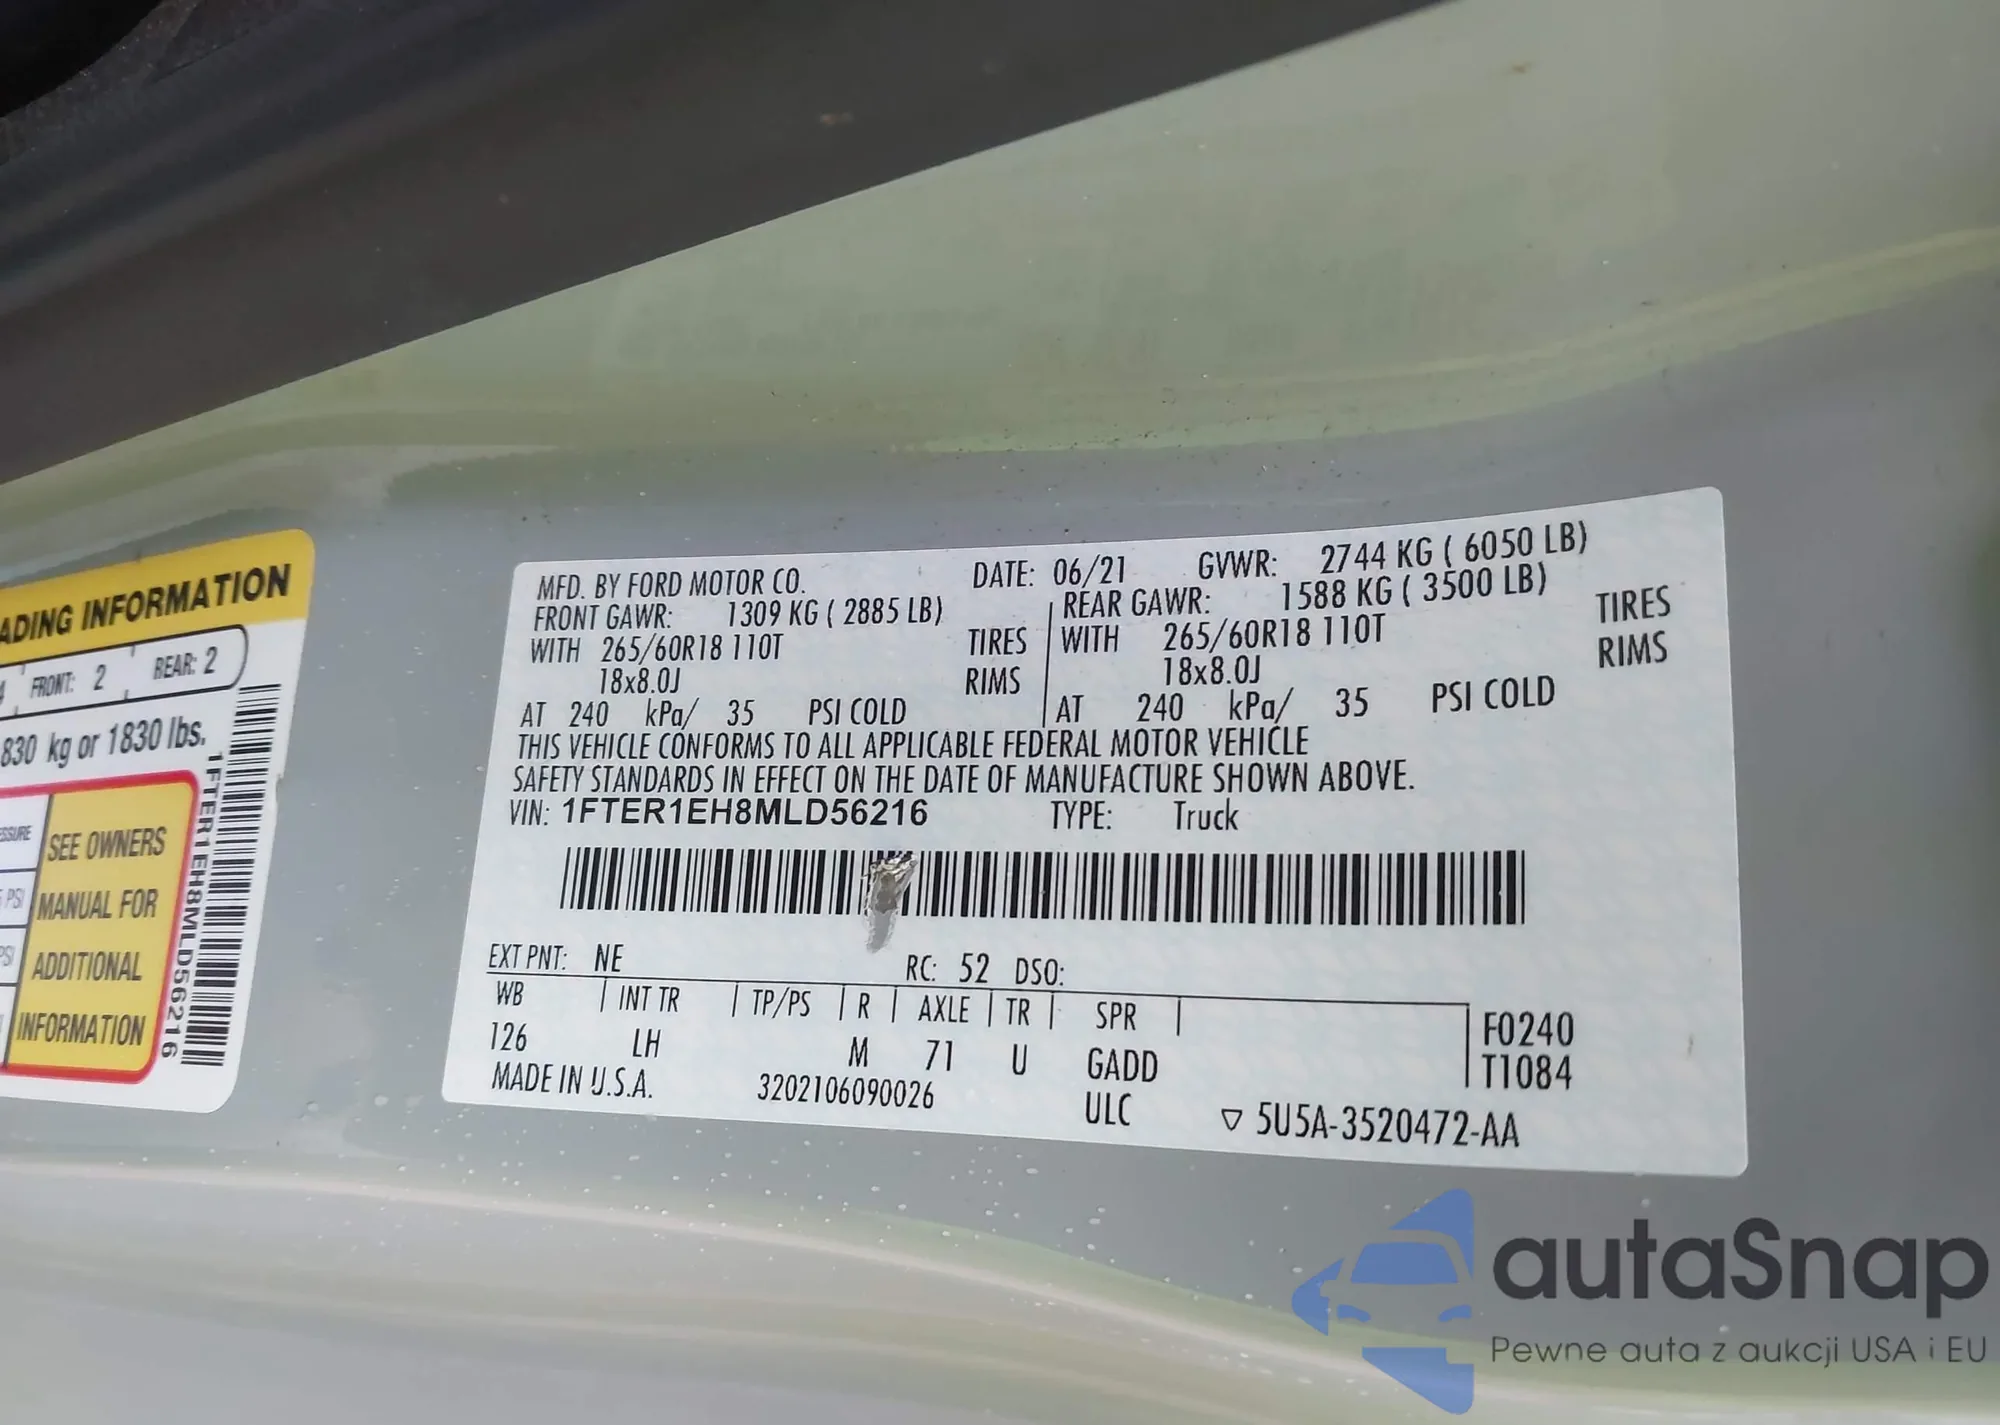 ADING INFORMATION
FRONT: 2 REAR: 2
830 kg or 1830 lbs.
SEE OWNERS
MANUAL FOR
ADDITIONAL
INFORMATION
PSI
1FTER1EH8MLD56216
MFD. BY FORD MOTOR CO. DATE: 06/21 GVWR: 2744 KG ( 6050 LB)
FRONT GAWR: 1309 KG ( 2885 LB) REAR GAWR: 1588 KG ( 3500 LB)
WITH 265/60R18 110T TIRES WITH 265/60R18 110T TIRES
18x8.0J RIMS 18x8.0J RIMS
AT 240 kPa/ 35 PSI COLD AT 240 kPa/ 35 PSI COLD
THIS VEHICLE CONFORMS TO ALL APPLICABLE FEDERAL MOTOR VEHICLE
SAFETY STANDARDS IN EFFECT ON THE DATE OF MANUFACTURE SHOWN ABOVE.
VIN: 1FTER1EH8MLD56216 TYPE: Truck
EXT PNT: NE RC: 52 DSO:
WB INT TR TP/PS R AXLE TR SPR
126 LH M 71 U GADD
F0240
T1084
MADE IN U.S.A. 3202106090026 ULC ▽ 5U5A-3520472-AA
autaSnap
Pewne auta z aukcji USA i EU